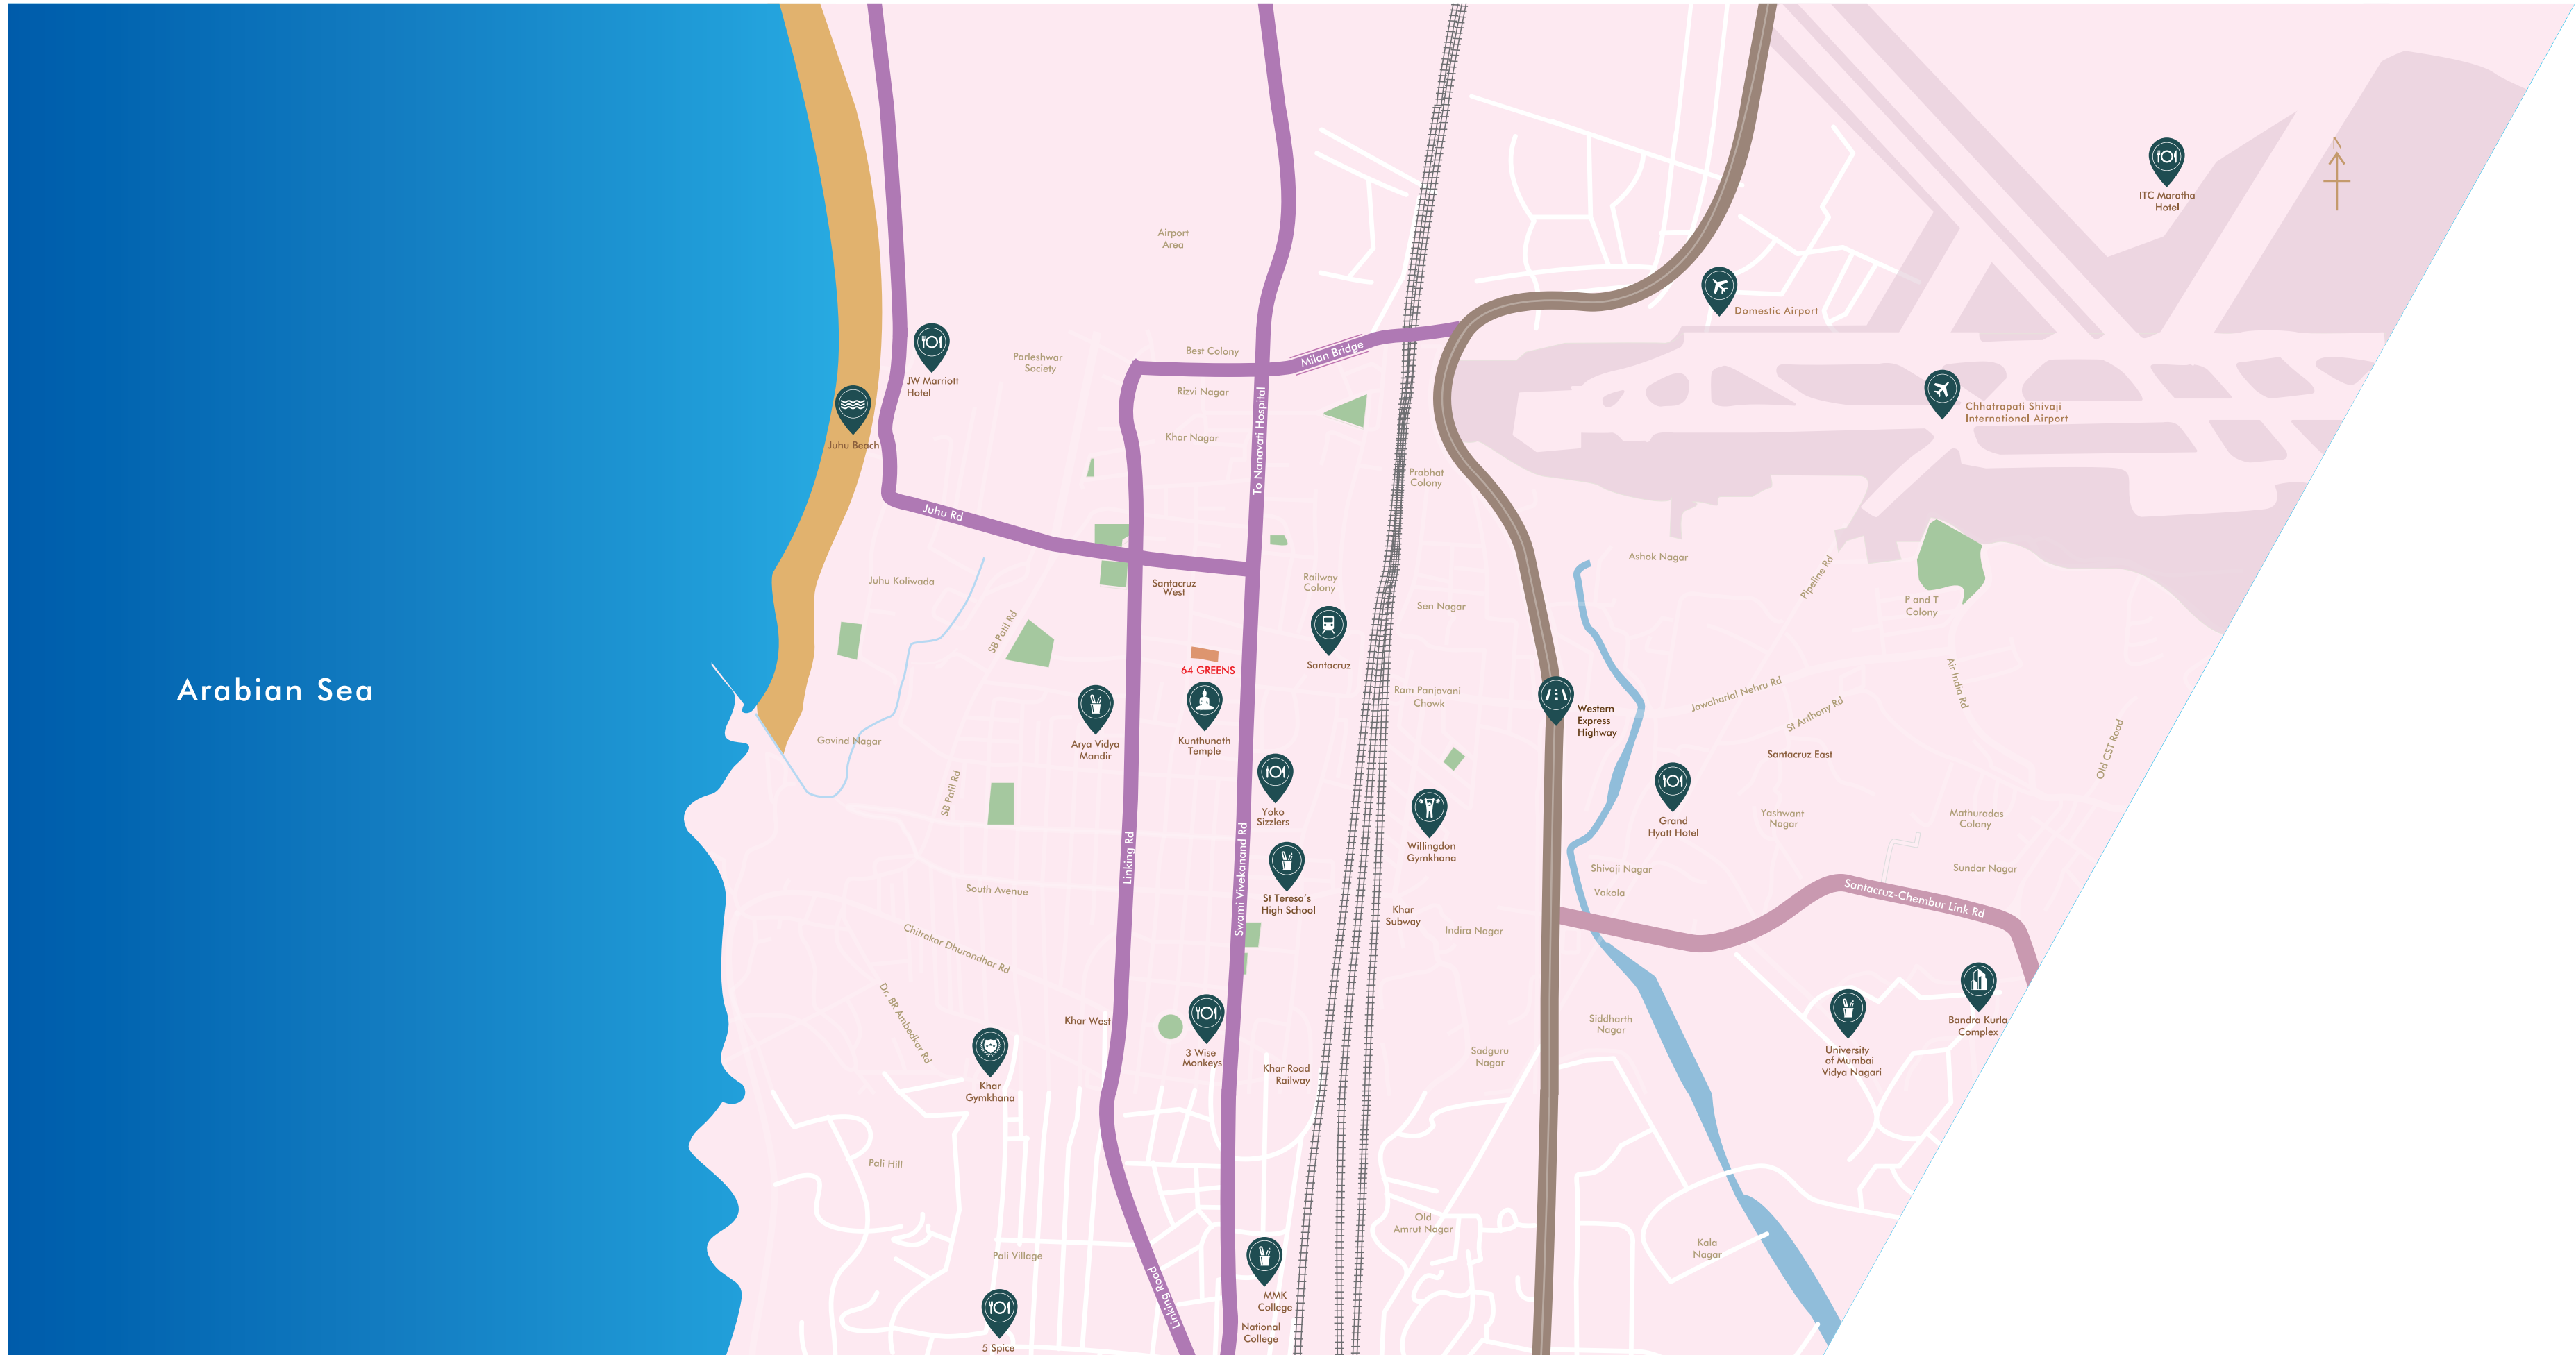 N
ITC Maratha
Hotel
Airport
Area
Domestic Airport
Best Colony
Milan Bridge
Parleshwar
Society
JW Marriott
Hotel
Rizvi Nagar
To Nanavati Hospital
Chhatrapati Shivaji
International Airport
Juhu Beach
Khar Nagar
Prabhat
Colony
Juhu Rd
Ashok Nagar
Pipeline Rd
Juhu Koliwada
Santacruz
West
Railway
Colony
Sen Nagar
P and T
Colony
SB Patil Rd
64 GREENS
Santacruz
Arabian Sea
Ram Panjavani
Chowk
Jawaharlal Nehru Rd
Air India Rd
St Anthony Rd
Western
Express
Highway
Govind Nagar
Arya Vidya
Mandir
Kunthunath
Temple
Santacruz East
Old CST Road
SB Patil Rd
Yoko
Sizzlers
Grand
Hyatt Hotel
Yashwant
Nagar
Mathuradas
Colony
Willingdon
Gymkhana
Linking Rd
Swami Vivekanand Rd
Shivaji Nagar
Vakola
Sundar Nagar
South Avenue
St Teresa's
High School
Khar
Subway
Santacruz-Chembur Link Rd
Indira Nagar
Chitrakar Dhurandhar Rd
Dr. BR Ambedkar Rd
Khar West
Siddharth
Nagar
Bandra Kurla
Complex
3 Wise
Monkeys
Sadguru
Nagar
University
of Mumbai
Vidya Nagari
Khar Road
Railway
Khar
Gymkhana
Pali Hill
Old
Amrut Nagar
Kala
Nagar
Pali Village
Linking Road
MMK
College
National
College
5 Spice